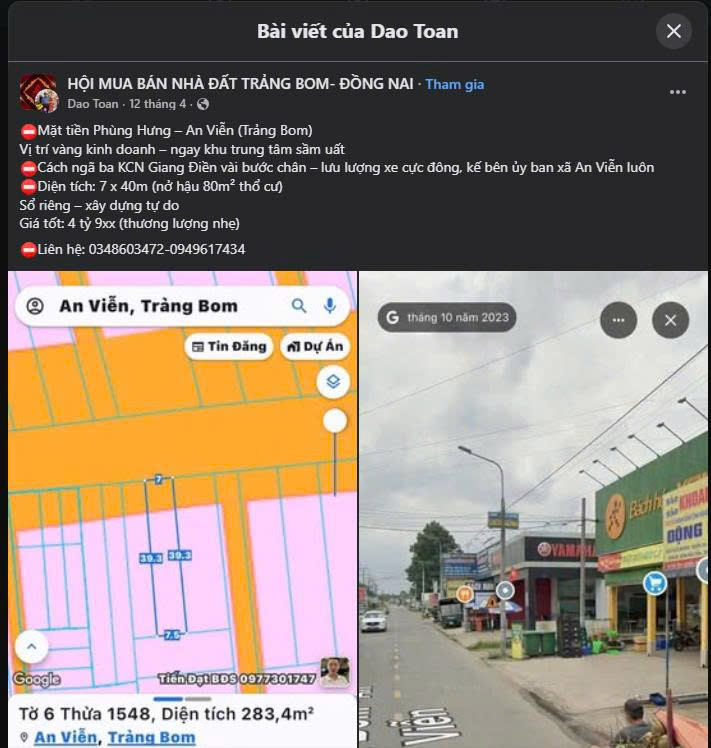 Bài viết của Dao Toan
HỘI MUA BÁN NHÀ ĐẤT TRẢNG BOM- ĐỒNG NAI · Tham gia
Dao Toan · 12 tháng 4 ·
⛔Mặt tiền Phùng Hưng – An Viễn (Trảng Bom)
Vị trí vàng kinh doanh – ngay khu trung tâm sầm uất
⛔Cách ngã ba KCN Giang Điền vài bước chân – lưu lượng xe cực đông, kế bên ủy ban xã An Viễn luôn
⛔Diện tích: 7 x 40m (nở hậu 80m² thổ cư)
Sổ riêng – xây dựng tự do
Giá tốt: 4 tỷ 9xx (thương lượng nhẹ)
⛔Liên hệ: 0348603472-0949617434
An Viễn, Trảng Bom
Tin Đăng
Dự Án
7
39.3
39.3
7.5
Google
Tiến Đạt BĐS 0977301747
Tờ 6 Thửa 1548, Diện tích 283,4m²
An Viễn, Trảng Bom
G tháng 10 năm 2023
YAMAHA
Bách
KHOAN
ĐỘNG
Viễn